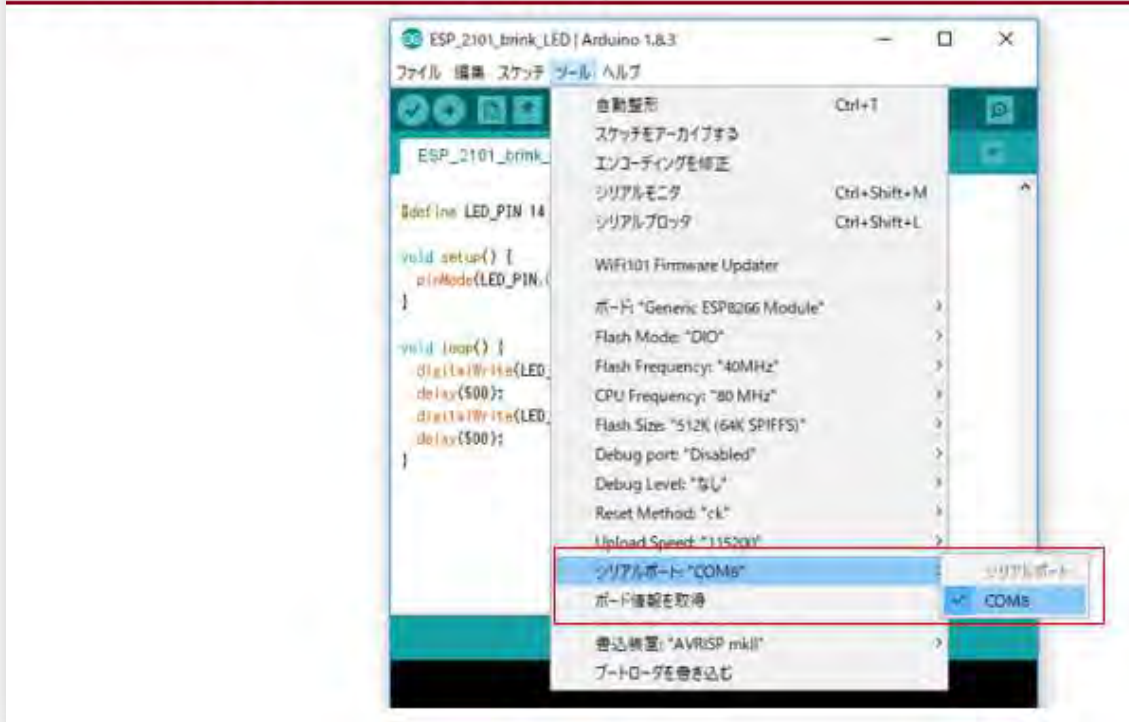 ESP_2101_brink_LED | Arduino 1.8.3
ファイル 編集 スケッチ ツール ヘルプ
ESP_2101_brink_
#define LED_PIN 14
void setup() {
pinMode(LED_PIN,
}
void loop() {
digitalWrite(LED_
delay(500);
digitalWrite(LED_
delay(500);
}
自動整形 Ctrl+T
スケッチをアーカイブする
エンコーディングを修正
シリアルモニタ Ctrl+Shift+M
シリアルプロッタ Ctrl+Shift+L
WiFi101 Firmware Updater
ボード: "Generic ESP8266 Module"
Flash Mode: "DIO"
Flash Frequency: "40MHz"
CPU Frequency: "80 MHz"
Flash Size: "512K (64K SPIFFS)"
Debug port: "Disabled"
Debug Level: "なし"
Reset Method: "ck"
Upload Speed: "115200"
シリアルポート: "COM8"
ボード情報を取得
シリアルポート
COM8
書込装置: "AVRISP mkII"
ブートローダを書き込む